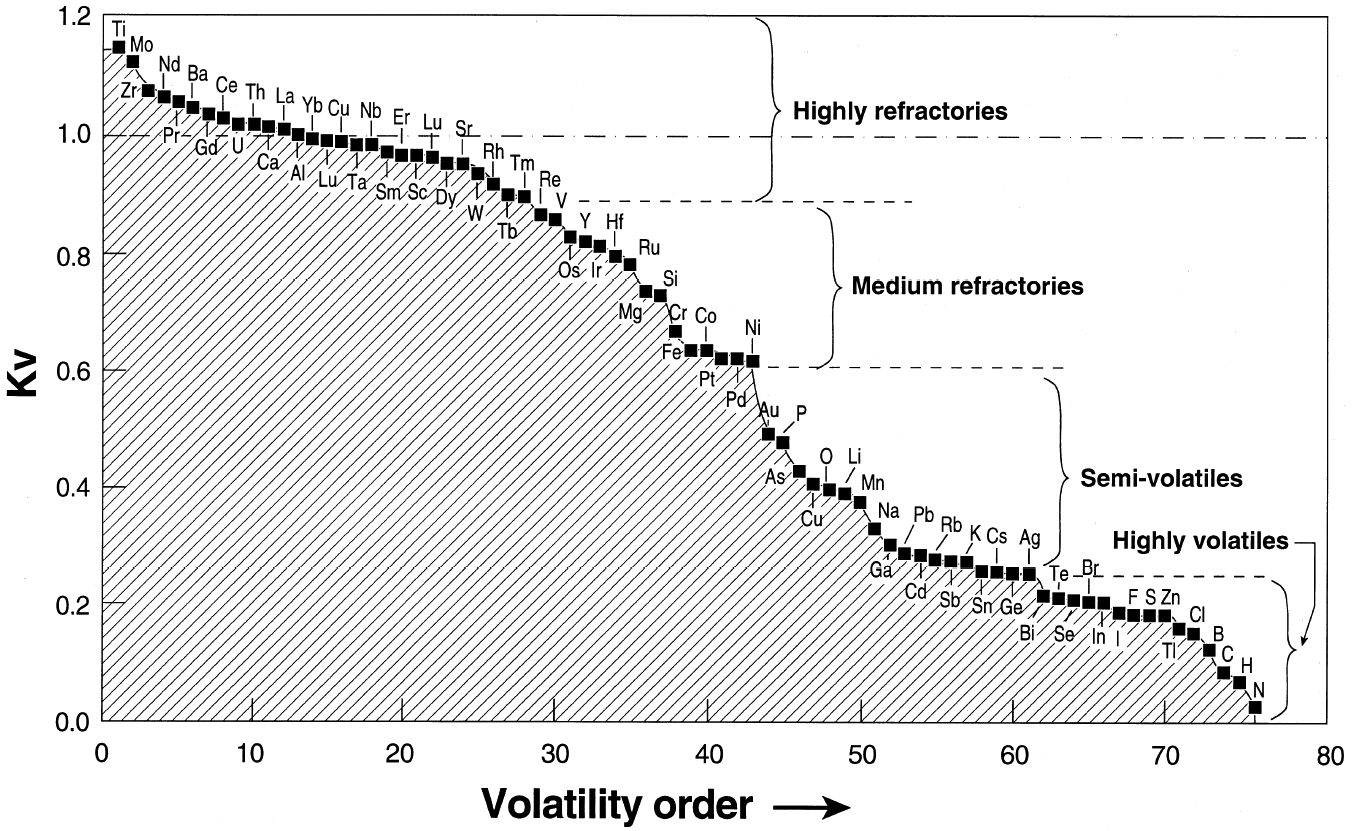 1.2
1.0
0.8
0.6
0.4
0.2
0.0
Kv
0 10 20 30 40 50 60 70 80
Volatility order
Highly refractories
Medium refractories
Semi-volatiles
Highly volatiles
Ti
Mo
Zr
Nd
Pr
Ba
Gd
Ce
U
Th
Ca
La
Al
Yb
Lu
Cu
Ta
Nb
Sm
Er
Sc
Lu
Dy
Sr
W
Rh
Tb
Tm
Re
V
Os
Y
Ir
Hf
Ru
Mg
Si
Cr
Fe
Co
Pt
Pd
Ni
Au
P
As
Cu
O
Li
Mn
Na
Ga
Pb
Cd
Rb
Sb
K
Sn
Cs
Ge
Ag
Bi
Te
Se
Br
In
I
F
S
Zn
Tl
Cl
B
C
H
N